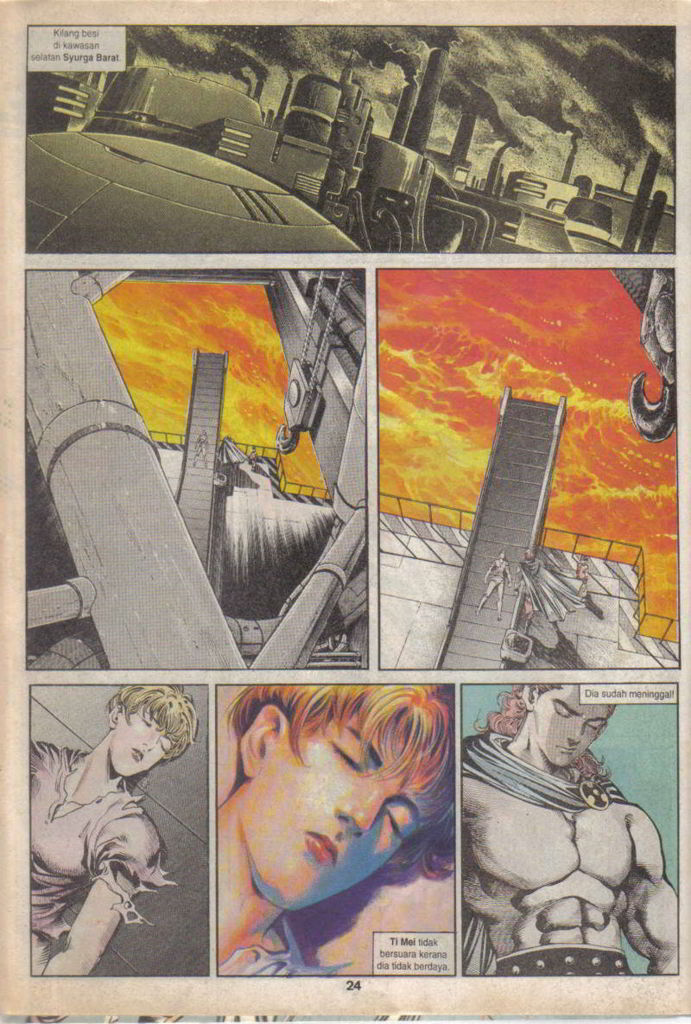 Kilang besi
di kawasan
selatan Syurga Barat.
Dia sudah meninggal!
Ti Mei tidak
bersuara kerana
dia tidak berdaya.
24